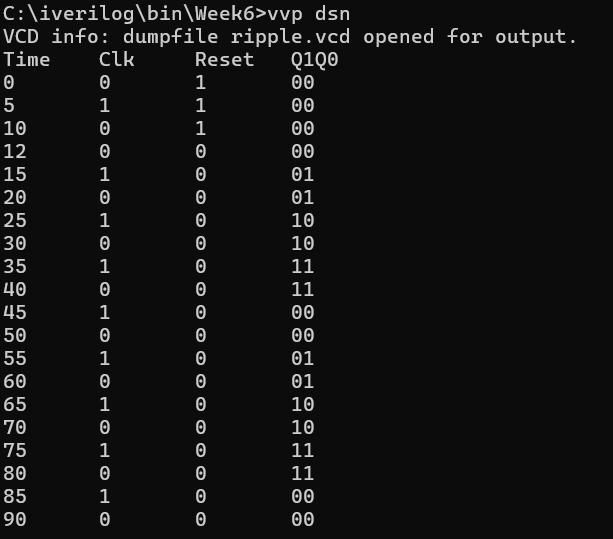 C:\iverilog\bin\Week6>vvp dsn
VCD info: dumpfile ripple.vcd opened for output.
Time Clk Reset Q1Q0
0 0 1 00
5 1 1 00
10 0 1 00
12 0 0 00
15 1 0 01
20 0 0 01
25 1 0 10
30 0 0 10
35 1 0 11
40 0 0 11
45 1 0 00
50 0 0 00
55 1 0 01
60 0 0 01
65 1 0 10
70 0 0 10
75 1 0 11
80 0 0 11
85 1 0 00
90 0 0 00